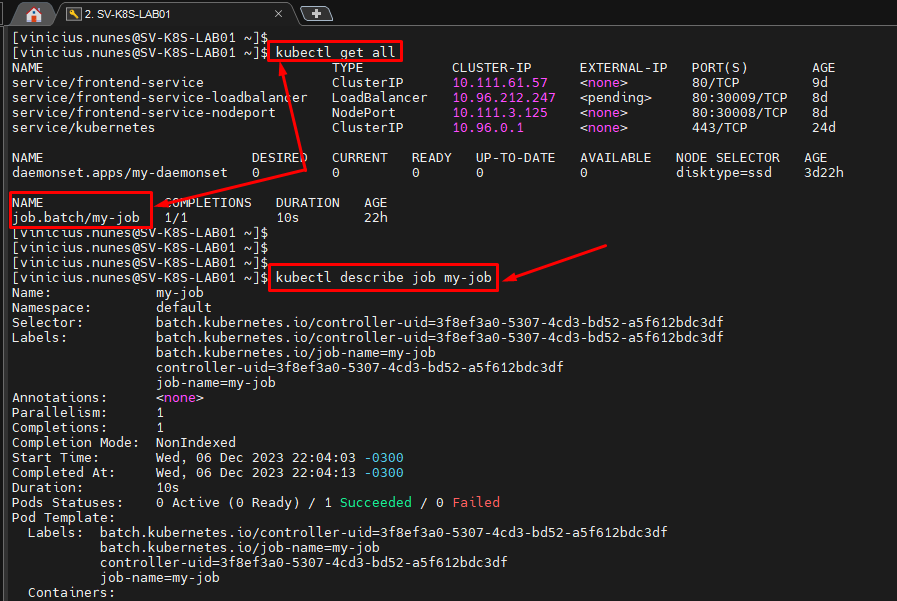 2. SV-K8S-LAB01
[vinicius.nunes@SV-K8S-LAB01 ~]$
[vinicius.nunes@SV-K8S-LAB01 ~]$ kubectl get all
NAME TYPE CLUSTER-IP EXTERNAL-IP PORT(S) AGE
service/frontend-service ClusterIP 10.111.61.57 <none> 80/TCP 9d
service/frontend-service-loadbalancer LoadBalancer 10.96.212.247 <pending> 80:30009/TCP 8d
service/frontend-service-nodeport NodePort 10.111.3.125 <none> 80:30008/TCP 8d
service/kubernetes ClusterIP 10.96.0.1 <none> 443/TCP 24d
NAME DESIRED CURRENT READY UP-TO-DATE AVAILABLE NODE SELECTOR AGE
daemonset.apps/my-daemonset 0 0 0 0 0 disktype=ssd 3d22h
NAME COMPLETIONS DURATION AGE
job.batch/my-job 1/1 10s 22h
[vinicius.nunes@SV-K8S-LAB01 ~]$
[vinicius.nunes@SV-K8S-LAB01 ~]$
[vinicius.nunes@SV-K8S-LAB01 ~]$
[vinicius.nunes@SV-K8S-LAB01 ~]$ kubectl describe job my-job
Name: my-job
Namespace: default
Selector: batch.kubernetes.io/controller-uid=3f8ef3a0-5307-4cd3-bd52-a5f612bdc3df
Labels: batch.kubernetes.io/controller-uid=3f8ef3a0-5307-4cd3-bd52-a5f612bdc3df
batch.kubernetes.io/job-name=my-job
controller-uid=3f8ef3a0-5307-4cd3-bd52-a5f612bdc3df
job-name=my-job
Annotations: <none>
Parallelism: 1
Completions: 1
Completion Mode: NonIndexed
Start Time: Wed, 06 Dec 2023 22:04:03 -0300
Completed At: Wed, 06 Dec 2023 22:04:13 -0300
Duration: 10s
Pods Statuses: 0 Active (0 Ready) / 1 Succeeded / 0 Failed
Pod Template:
Labels: batch.kubernetes.io/controller-uid=3f8ef3a0-5307-4cd3-bd52-a5f612bdc3df
batch.kubernetes.io/job-name=my-job
controller-uid=3f8ef3a0-5307-4cd3-bd52-a5f612bdc3df
job-name=my-job
Containers: